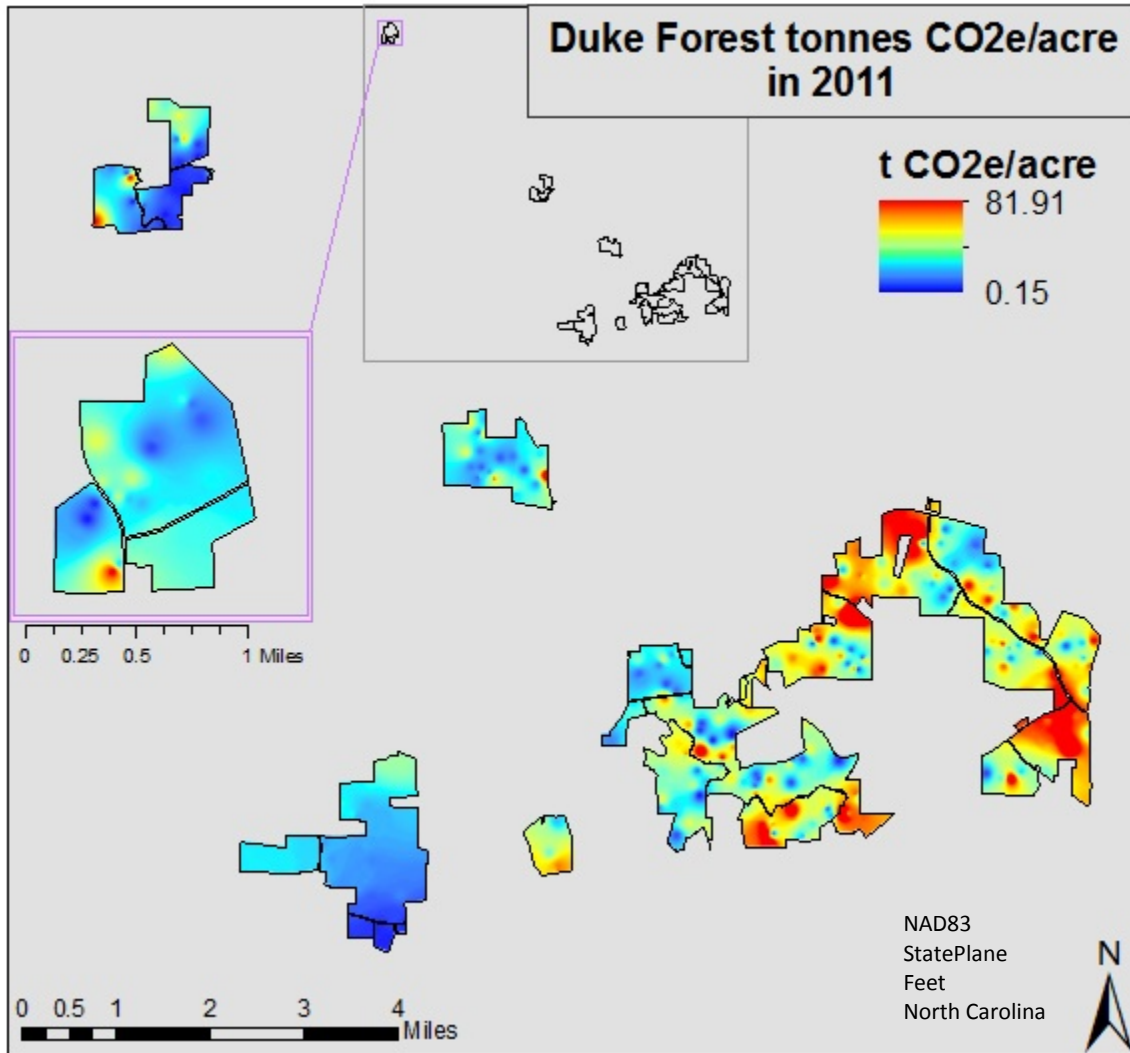 Duke Forest tonnes CO2e/acre
in 2011
t CO2e/acre
81.91
0.15
0 0.25 0.5 1 Miles
NAD83
StatePlane
Feet
North Carolina
N
0 0.5 1 2 3 4
Miles